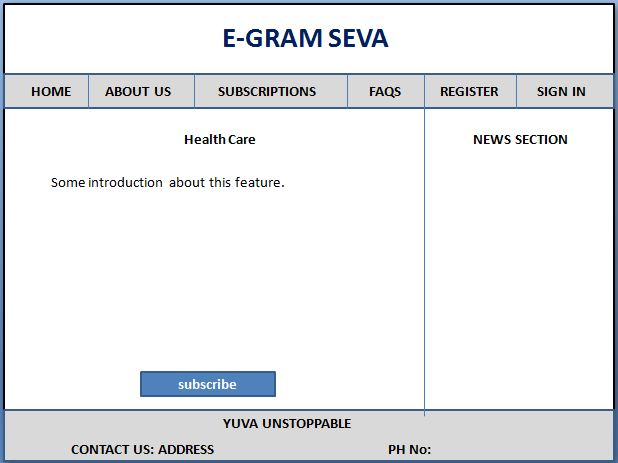 E-GRAM SEVA
HOME ABOUT US SUBSCRIPTIONS FAQS REGISTER SIGN IN
Health Care
Some introduction about this feature.
subscribe
NEWS SECTION
YUVA UNSTOPPABLE
CONTACT US: ADDRESS PH No: